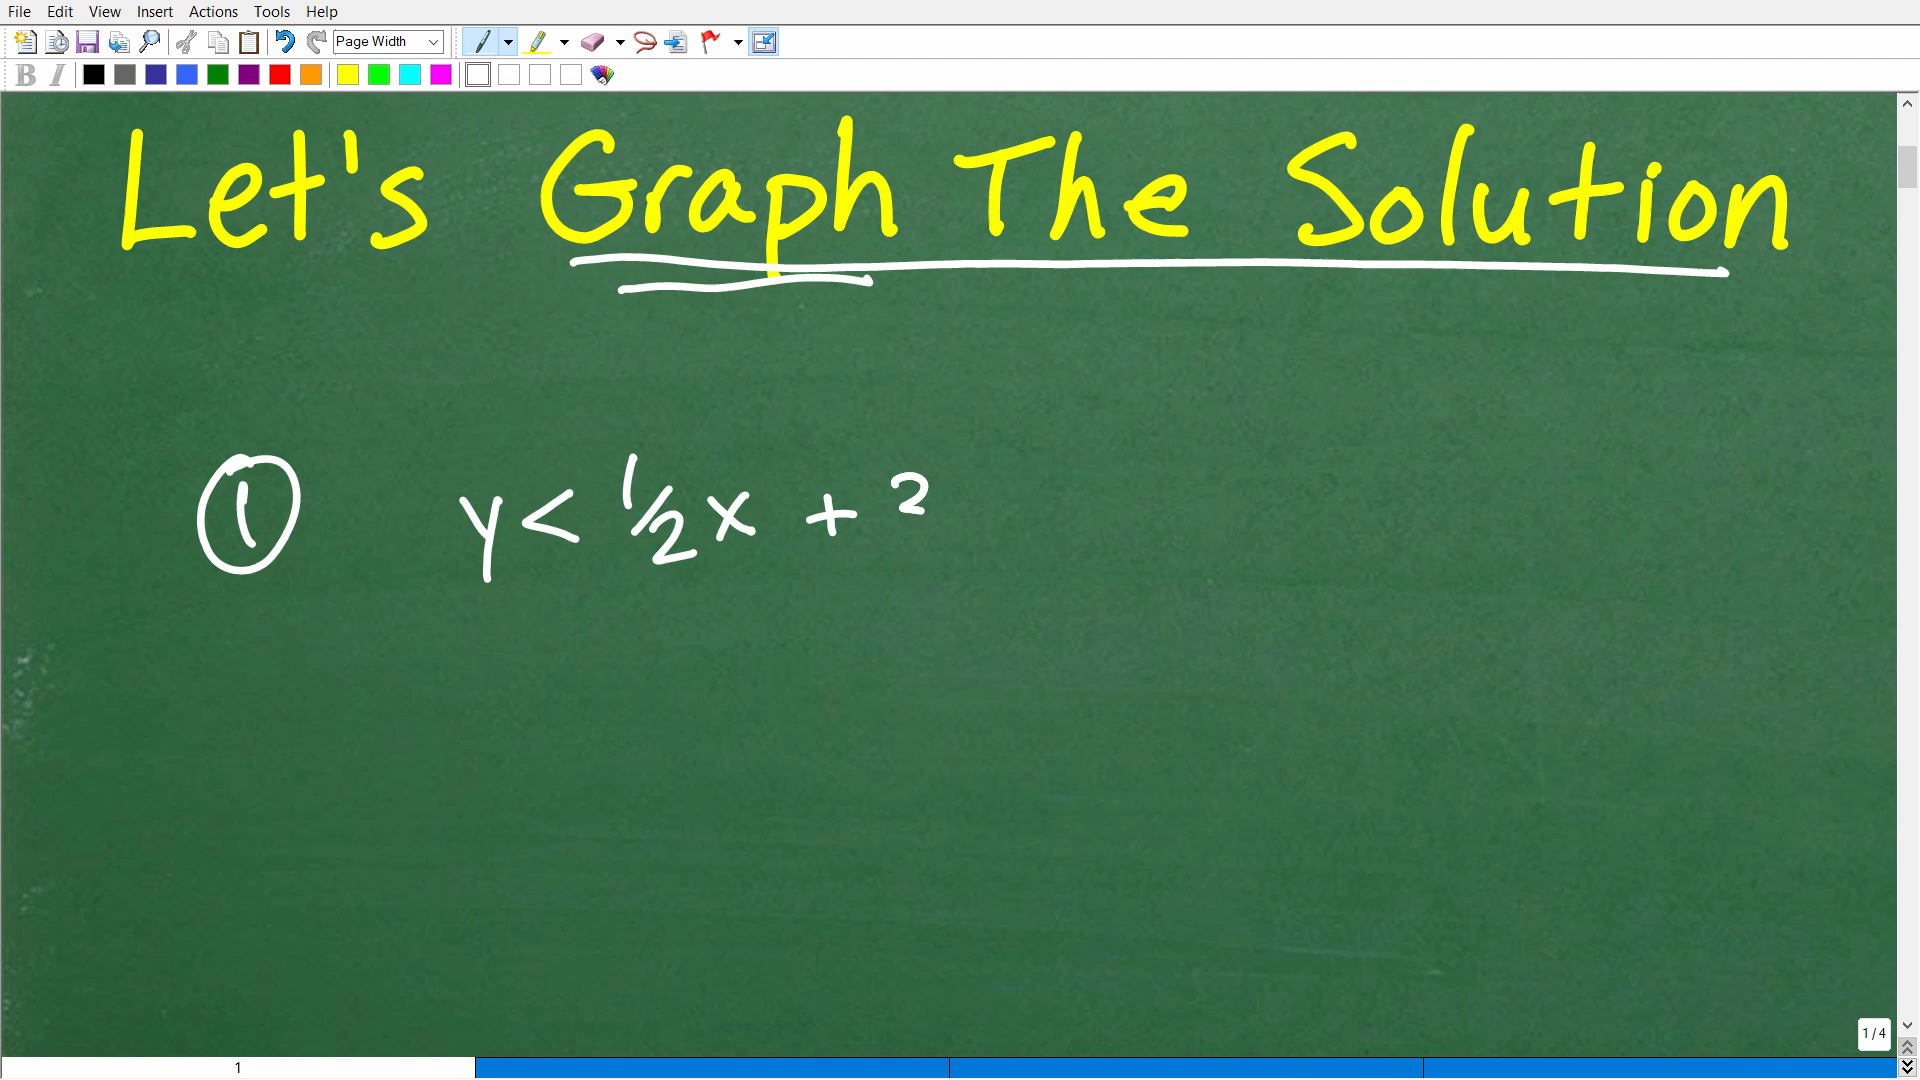 File Edit View Insert Actions Tools Help
Page Width
B I
Let's Graph The Solution
① y < ½x + 2
1 / 4
1